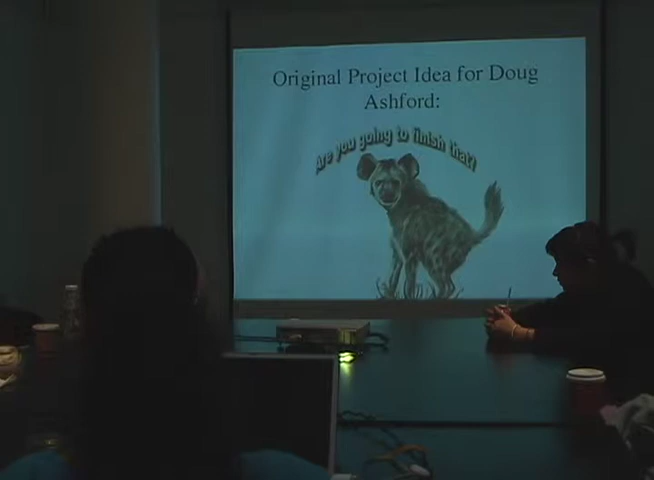 Original Project Idea for Doug
Ashford:
Are you going to finish that?